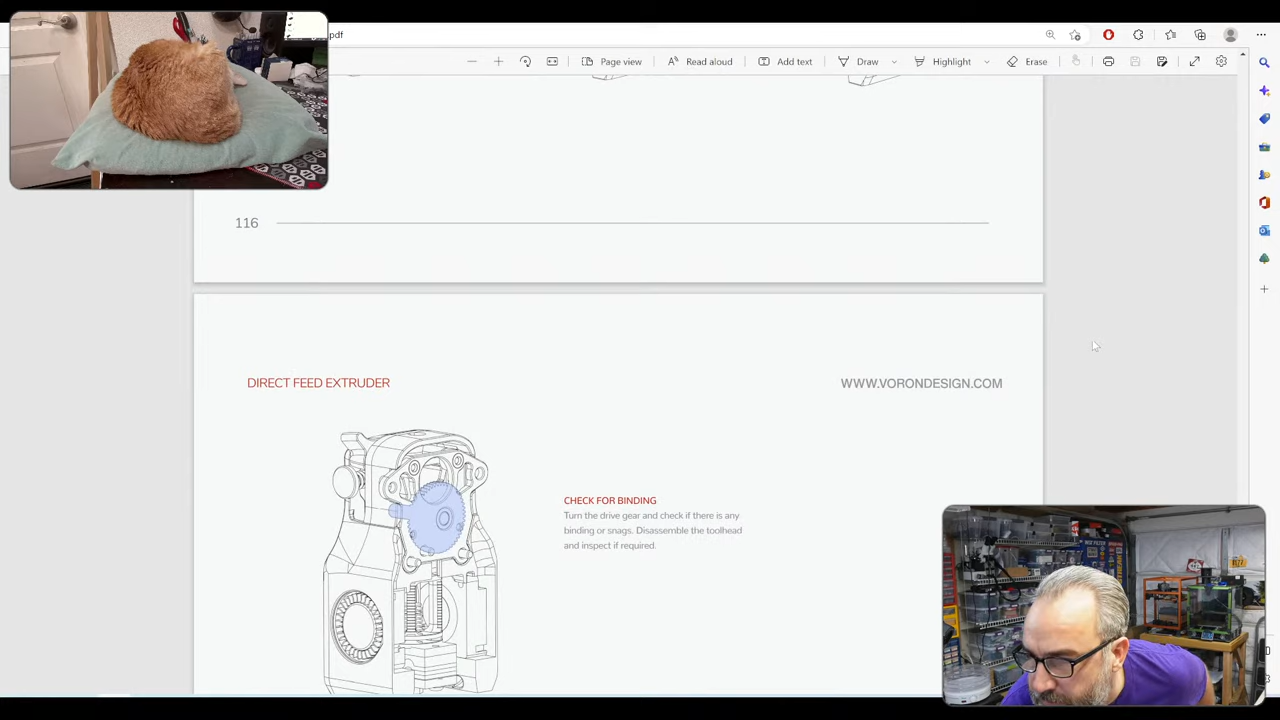 .pdf
Page view
Read aloud
Add text
Draw
Highlight
Erase
116
DIRECT FEED EXTRUDER
WWW.VORONDESIGN.COM
CHECK FOR BINDING
Turn the drive gear and check if there is any
binding or snags. Disassemble the toolhead
and inspect if required.